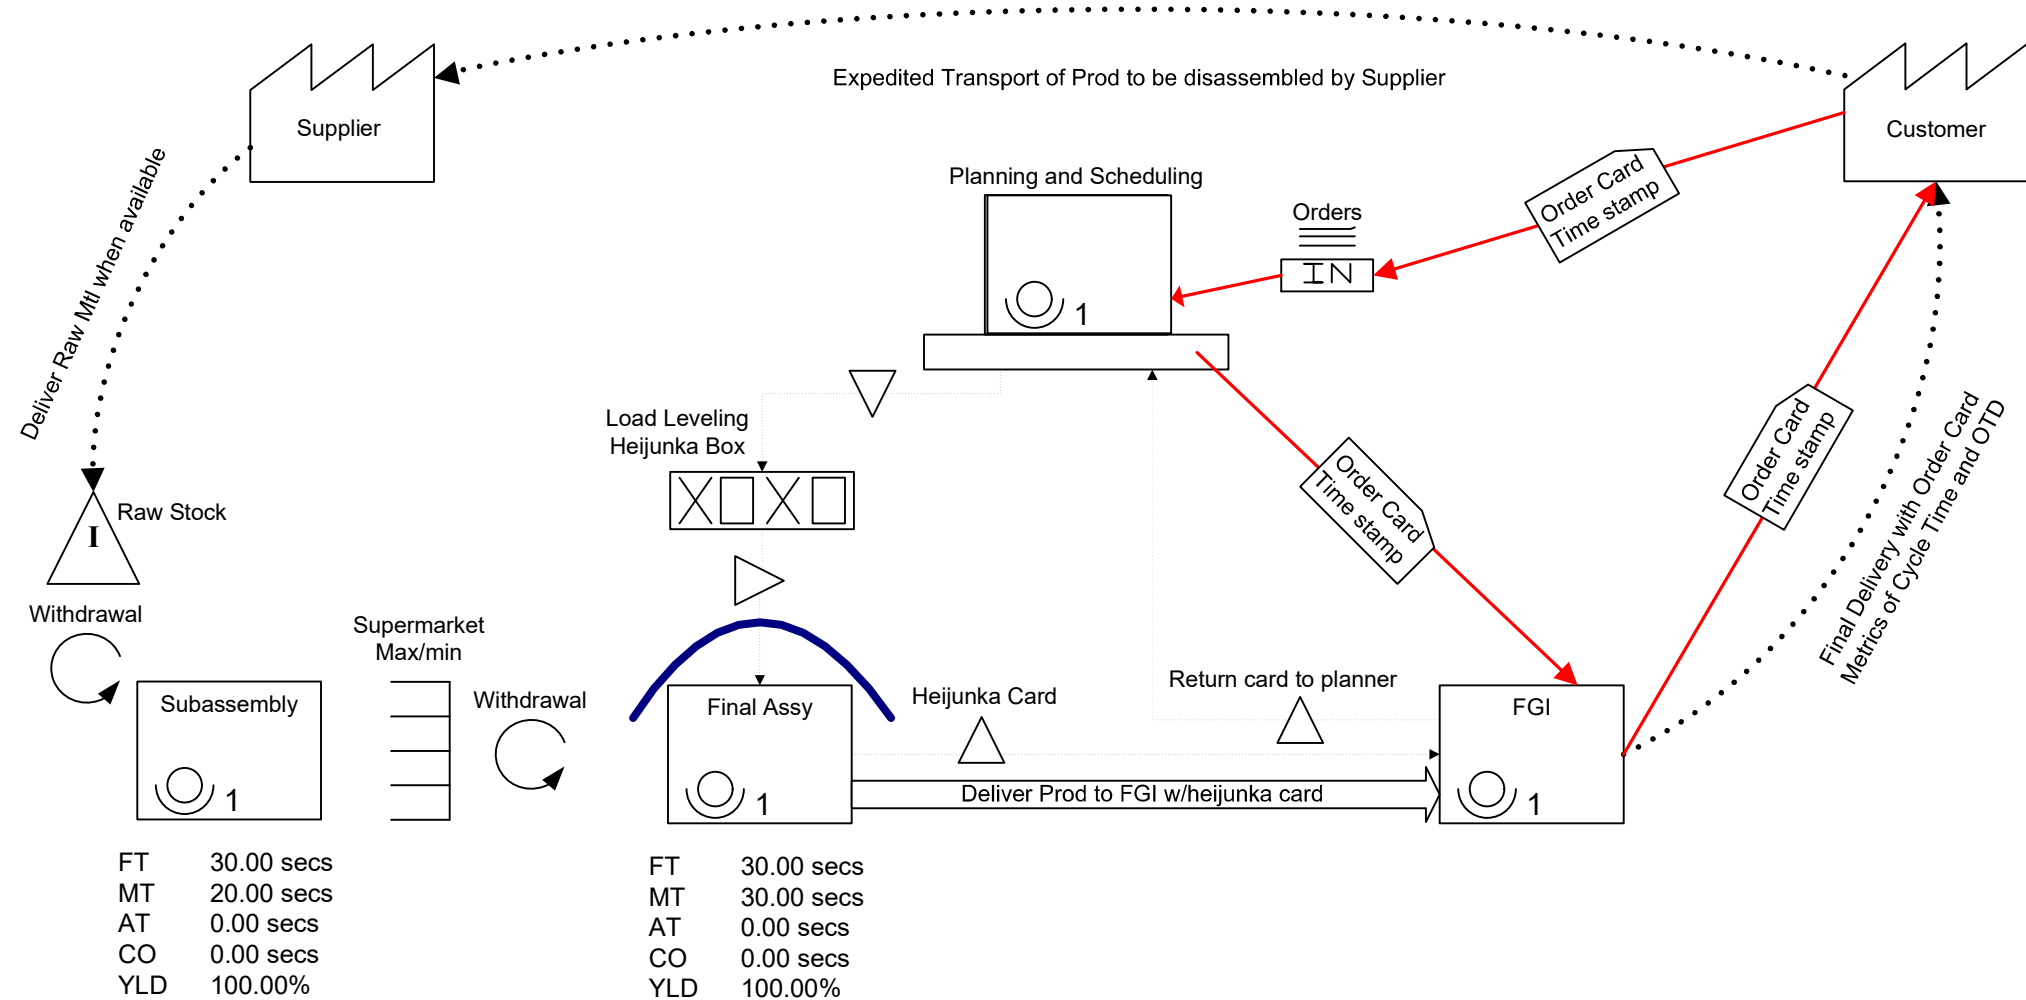 Expedited Transport of Prod to be disassembled by Supplier
Supplier
Customer
Planning and Scheduling
Order Card
Time stamp
Orders
IN
1
Deliver Raw Mtl when available
Load Leveling
Heijunka Box
XOXO
Order Card
Time stamp
Order Card
Time stamp
Final Delivery with Order Card
Metrics of Cycle Time and OTD
I
Raw Stock
Withdrawal
Supermarket
Max/min
Withdrawal
Subassembly
1
Final Assy
1
Heijunka Card
Return card to planner
FGI
1
Deliver Prod to FGI w/heijunka card
FT 30.00 secs
MT 20.00 secs
AT 0.00 secs
CO 0.00 secs
YLD 100.00%
FT 30.00 secs
MT 30.00 secs
AT 0.00 secs
CO 0.00 secs
YLD 100.00%